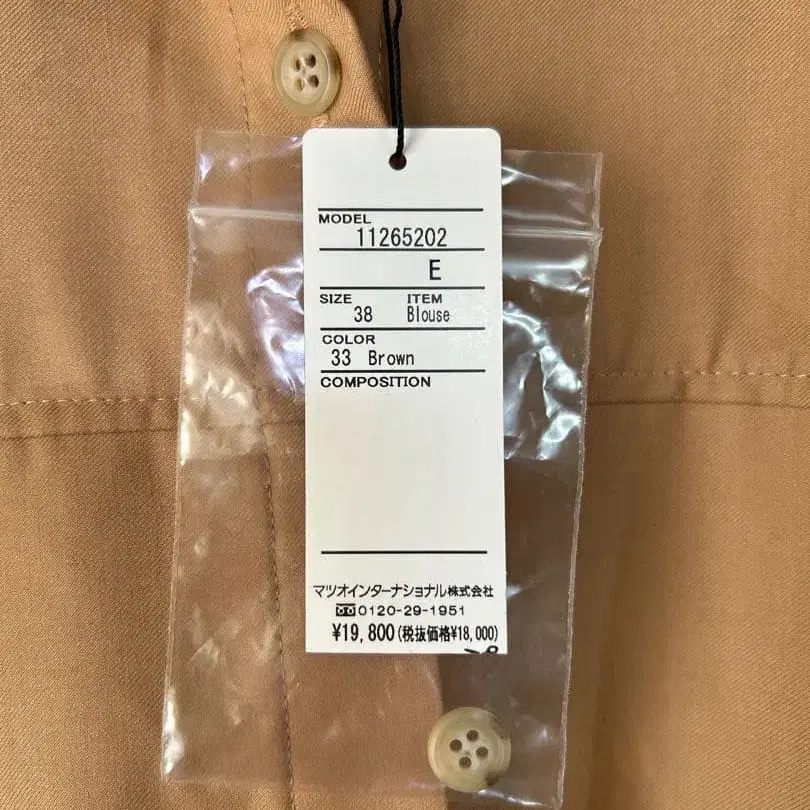 MODEL
11265202
E
SIZE ITEM
38 Blouse
COLOR
33 Brown
COMPOSITION
マツオインターナショナル株式会社
0120-29-1951
¥19,800(税抜価格¥18,000)